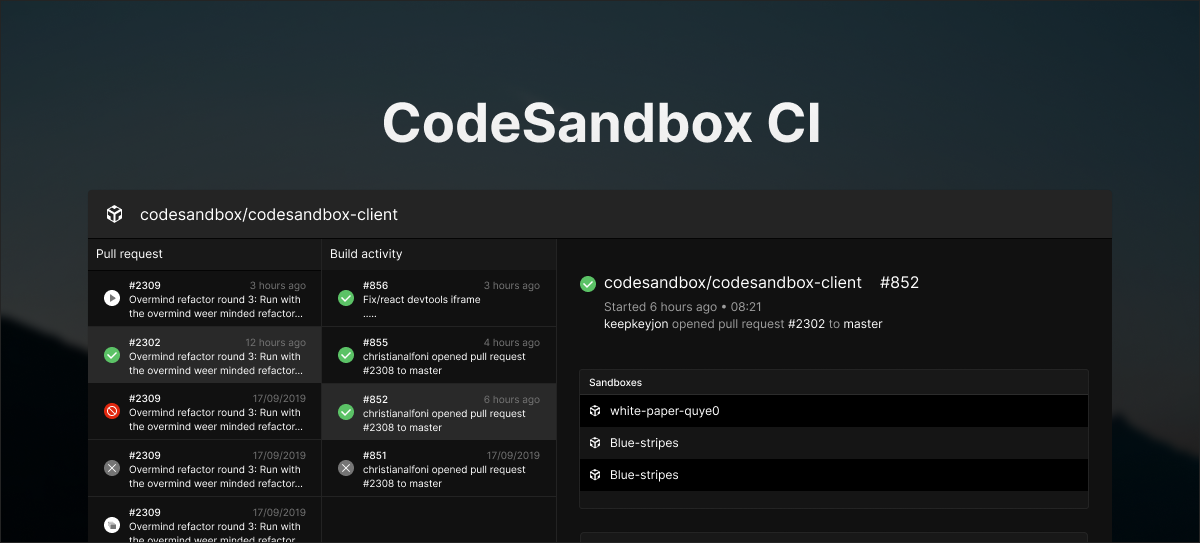 CodeSandbox CI
codesandbox/codesandbox-client
Pull request
#2309 3 hours ago
Overmind refactor round 3: Run with
the overmind weer minded refactor...
#2302 12 hours ago
Overmind refactor round 3: Run with
the overmind weer minded refactor...
#2309 17/09/2019
Overmind refactor round 3: Run with
the overmind weer minded refactor...
#2309 17/09/2019
Overmind refactor round 3: Run with
the overmind weer minded refactor...
#2309 17/09/2019
Overmind refactor round 3: Run with
the overmind weer minded refactor...
Build activity
#856 3 hours ago
Fix/react devtools iframe
.....
#855 4 hours ago
christianalfoni opened pull request
#2308 to master
#852 6 hours ago
christianalfoni opened pull request
#2308 to master
#851 17/09/2019
christianalfoni opened pull request
#2308 to master
codesandbox/codesandbox-client #852
Started 6 hours ago • 08:21
keepkeyjon opened pull request #2302 to master
Sandboxes
white-paper-quye0
Blue-stripes
Blue-stripes